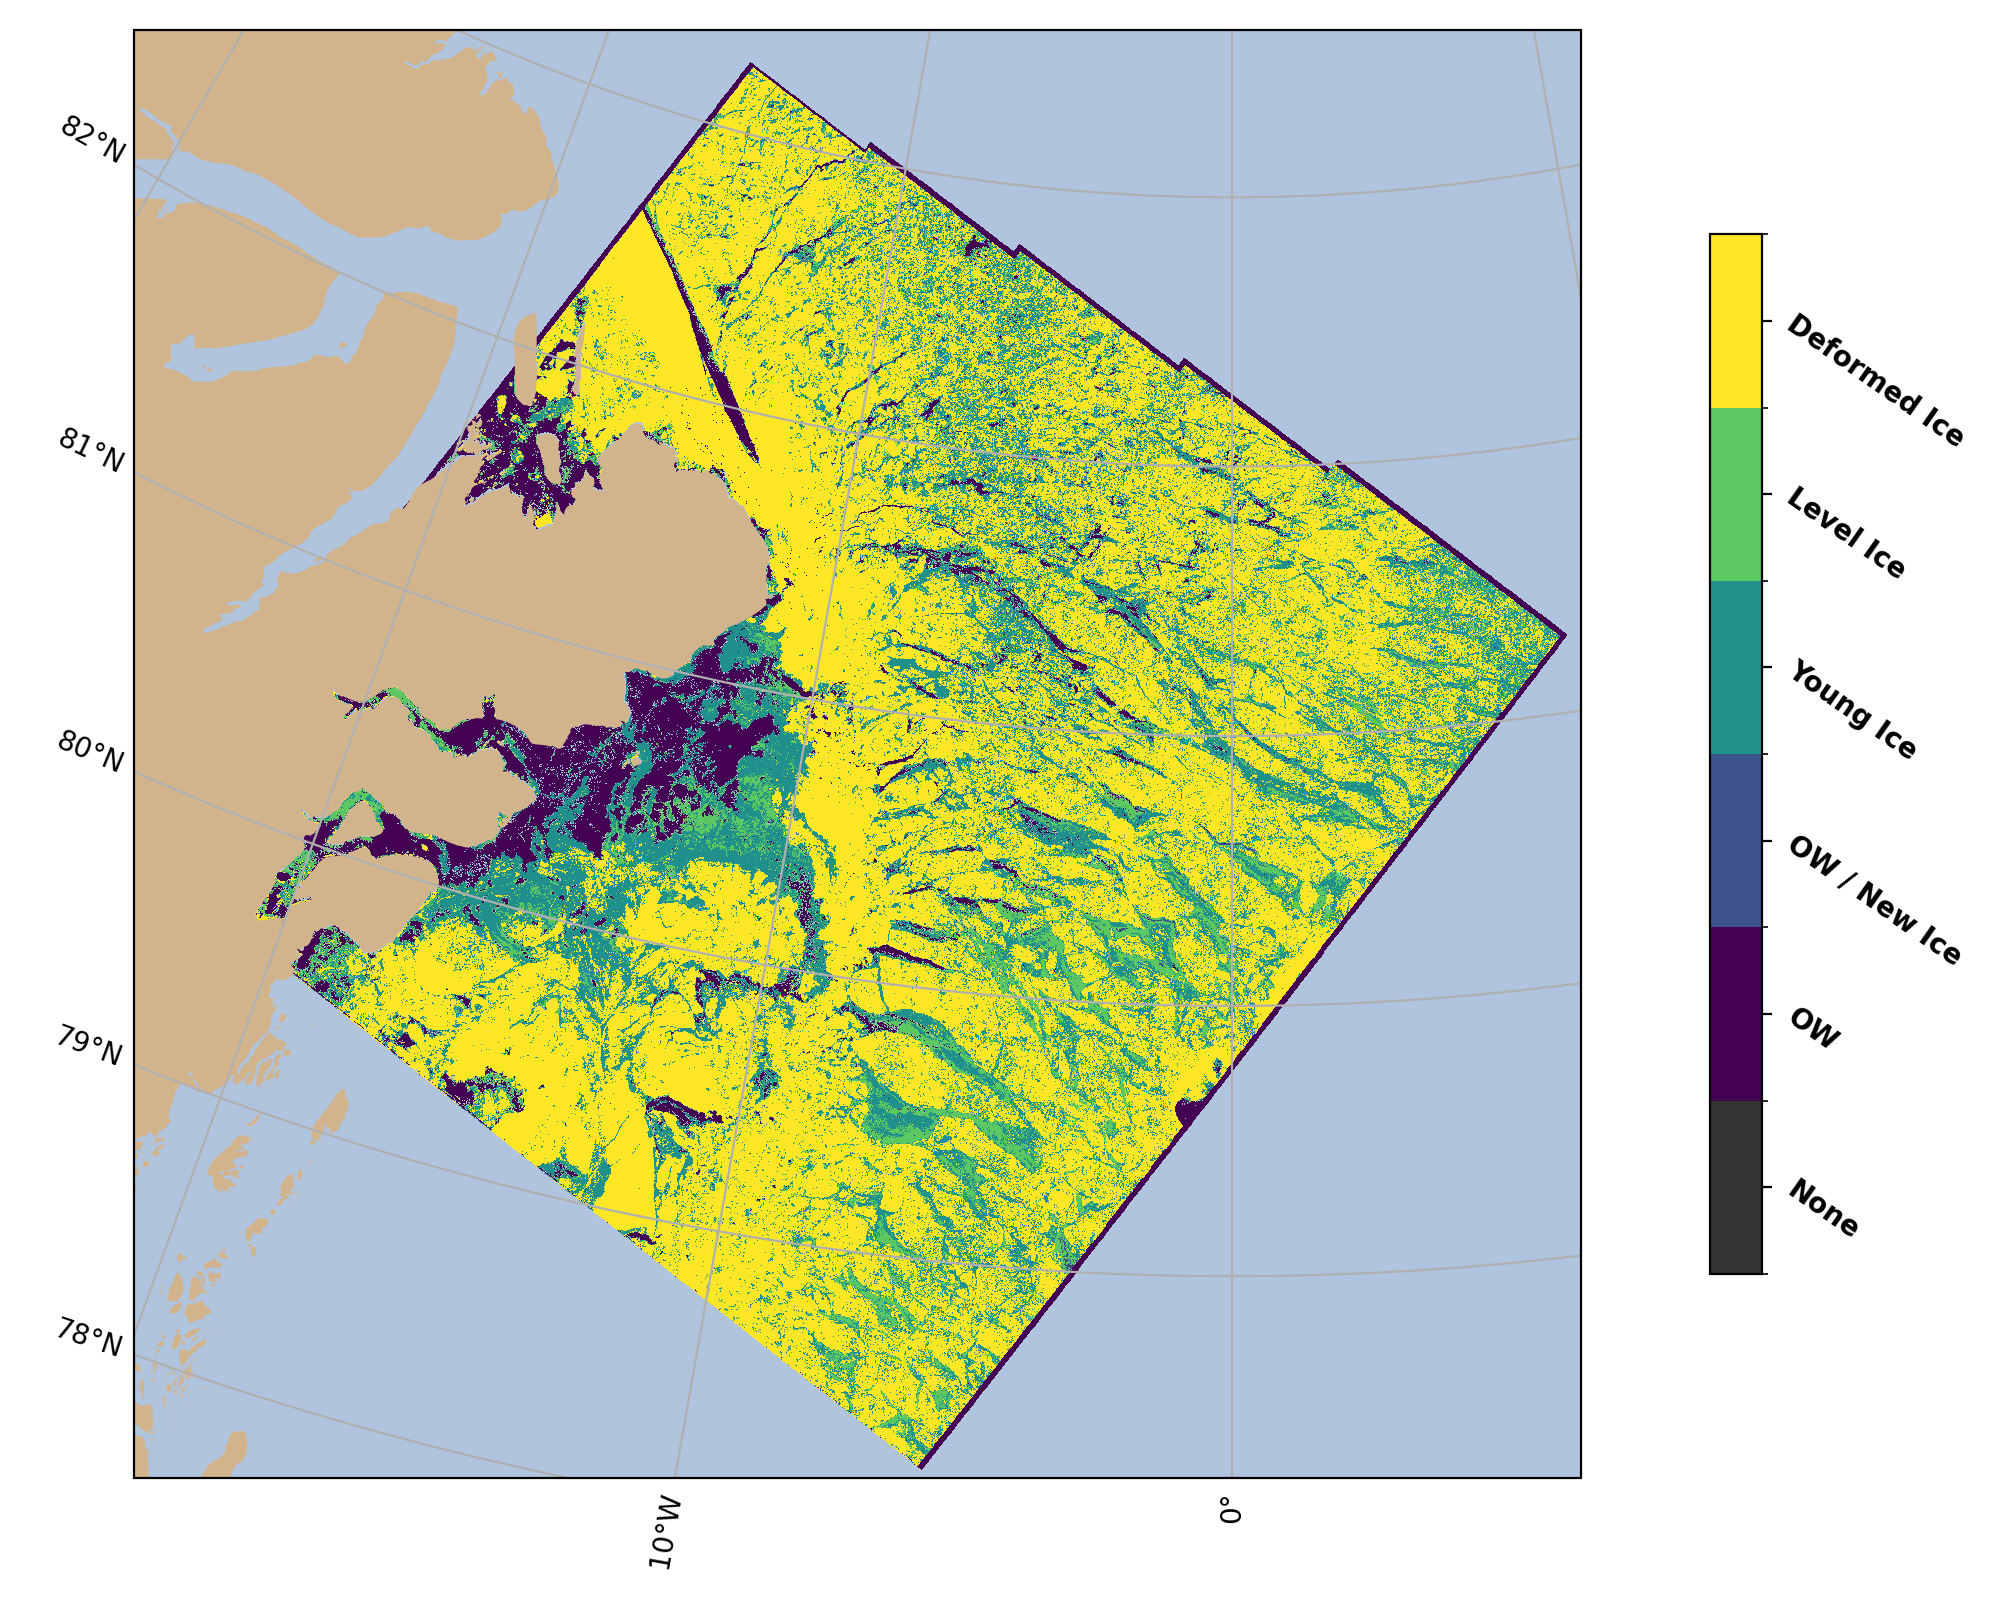 82°N
81°N
80°N
79°N
78°N
10°W
0°
Deformed Ice
Level Ice
Young Ice
OW / New Ice
OW
None